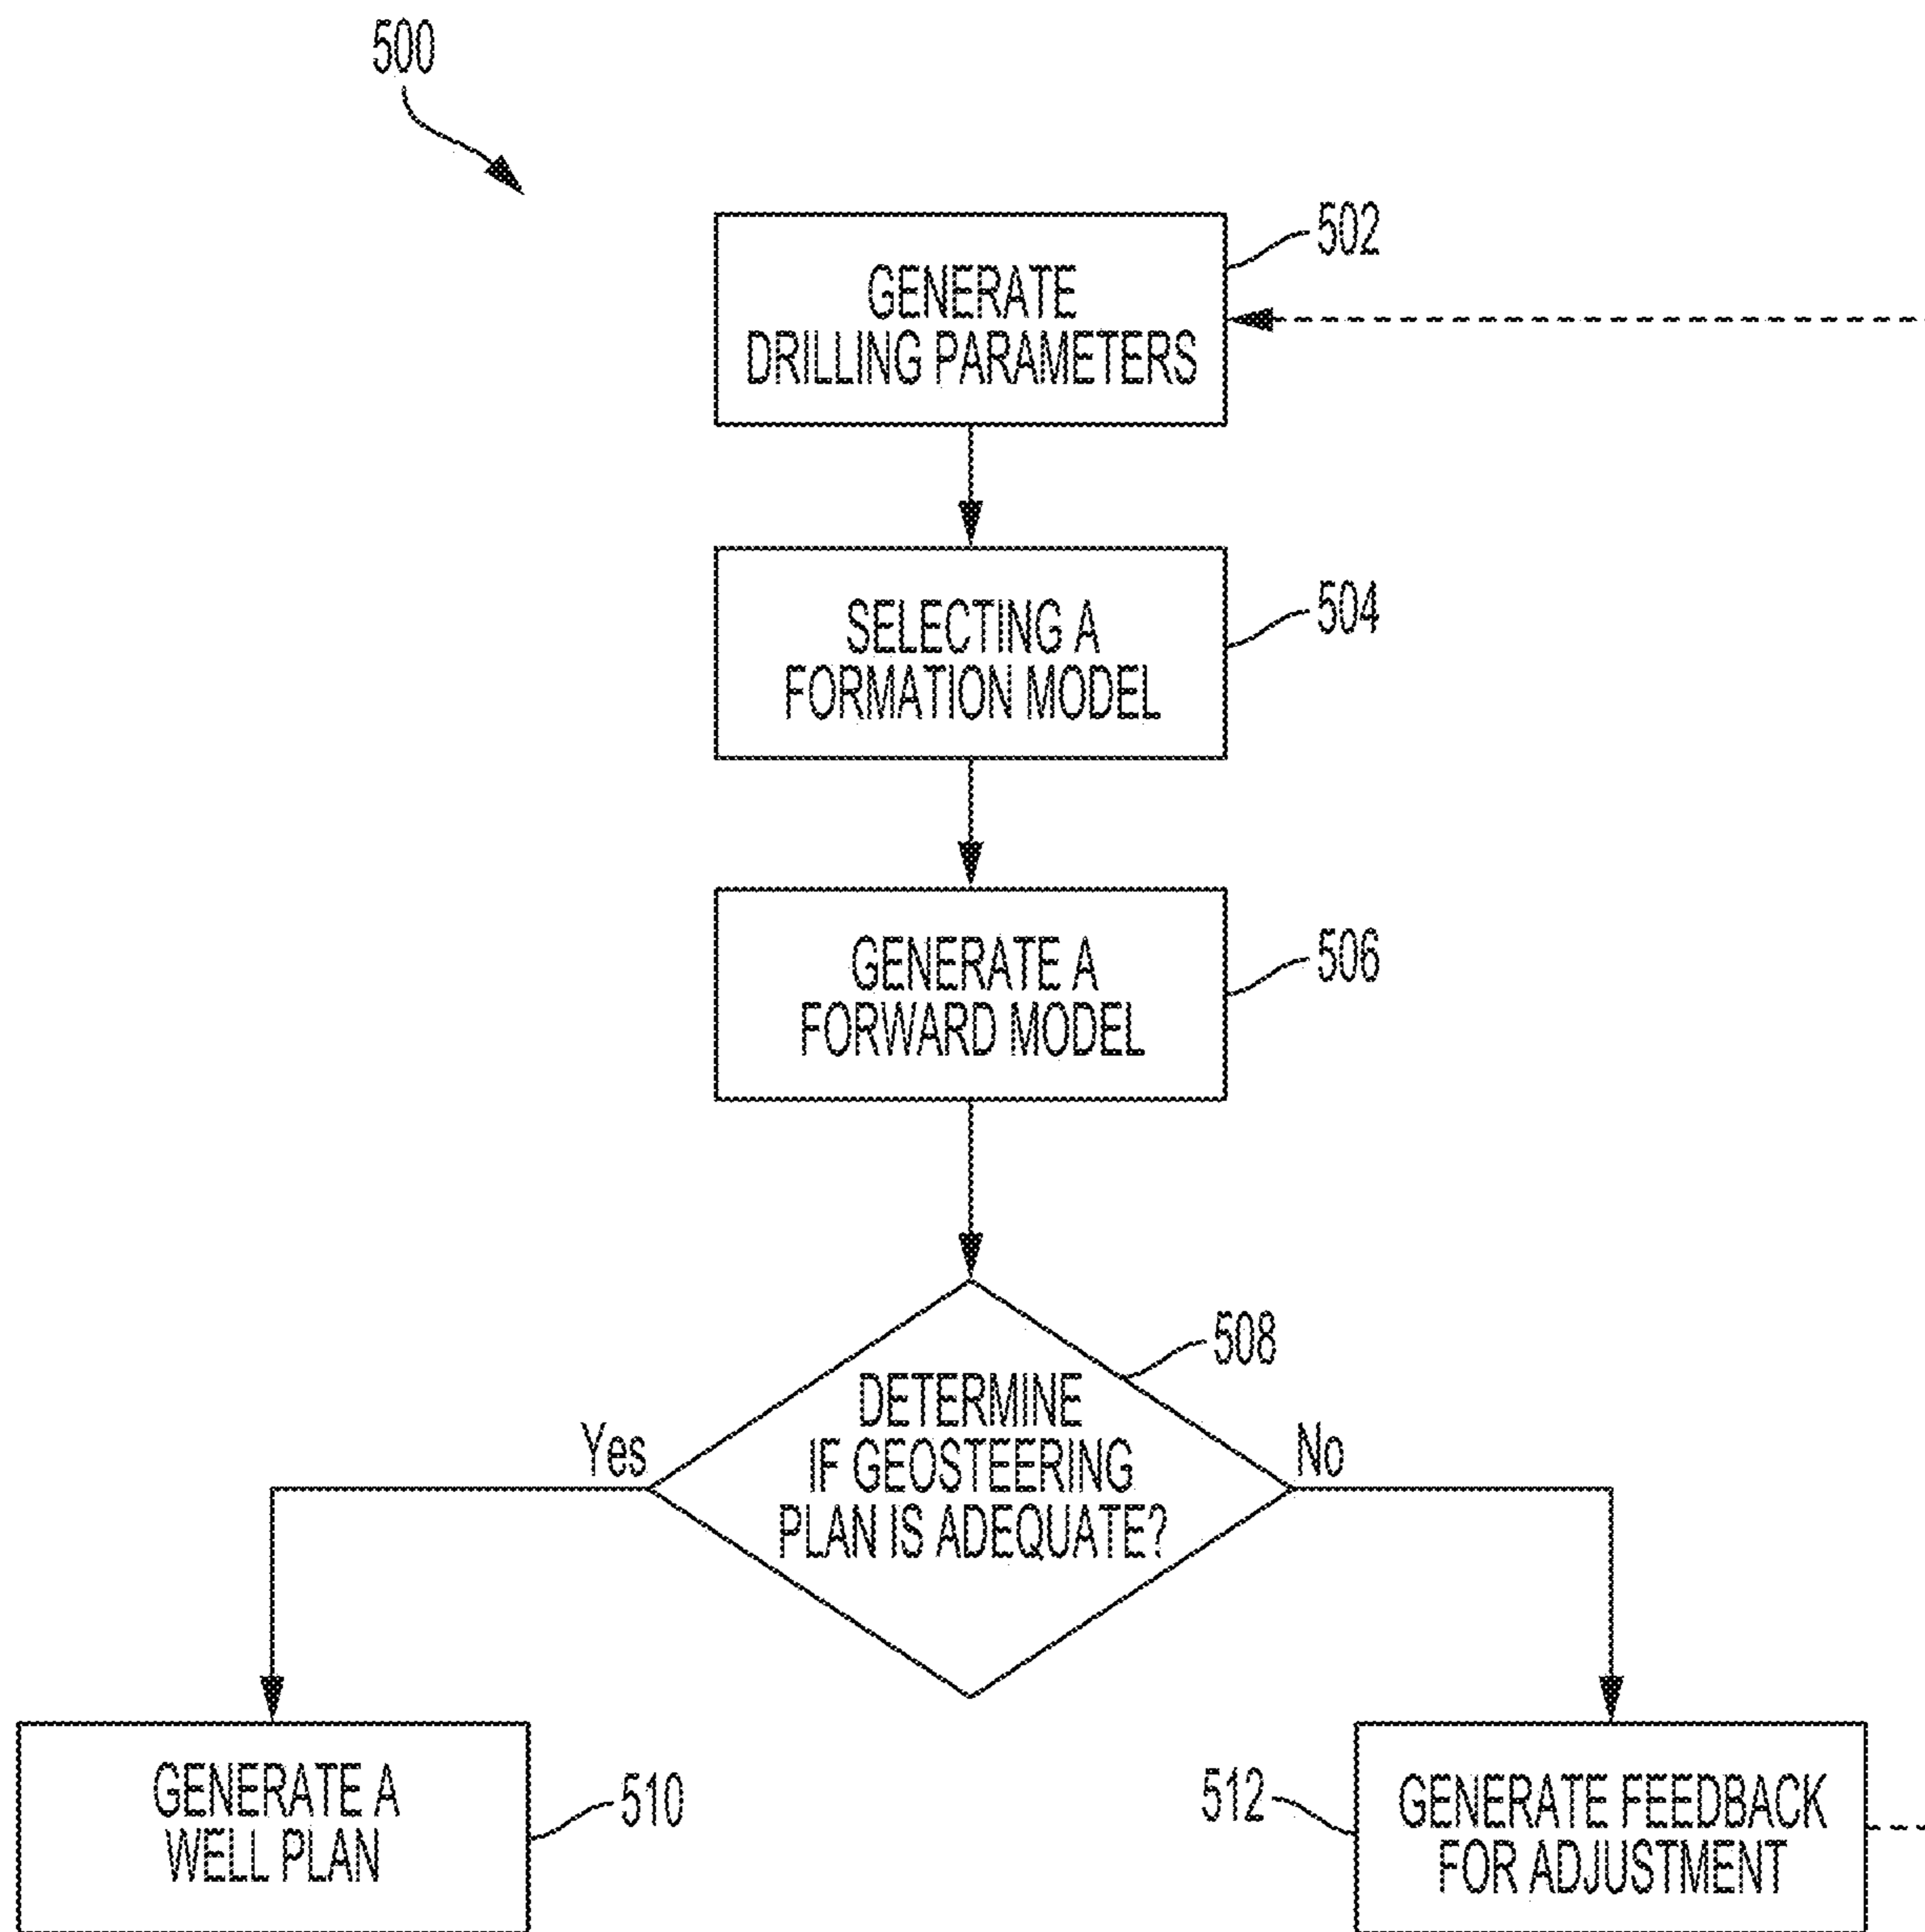 500
502
GENERATE
DRILLING PARAMETERS
504
SELECTING A
FORMATION MODEL
506
GENERATE A
FORWARD MODEL
508
DETERMINE
IF GEOSTEERING
PLAN IS ADEQUATE?
Yes
No
GENERATE A
WELL PLAN
510
512
GENERATE FEEDBACK
FOR ADJUSTMENT